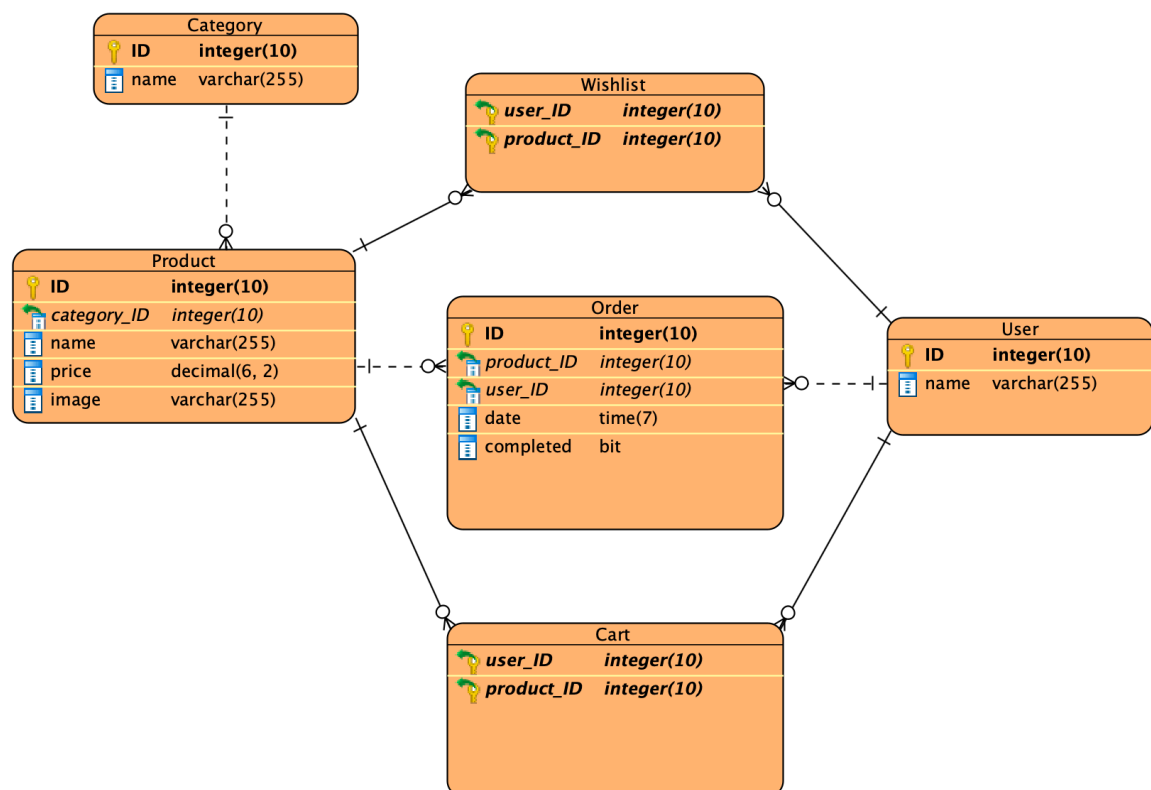 Category
ID integer(10)
name varchar(255)
Wishlist
user_ID integer(10)
product_ID integer(10)
Product
ID integer(10)
category_ID integer(10)
name varchar(255)
price decimal(6, 2)
image varchar(255)
Order
ID integer(10)
product_ID integer(10)
user_ID integer(10)
date time(7)
completed bit
User
ID integer(10)
name varchar(255)
Cart
user_ID integer(10)
product_ID integer(10)